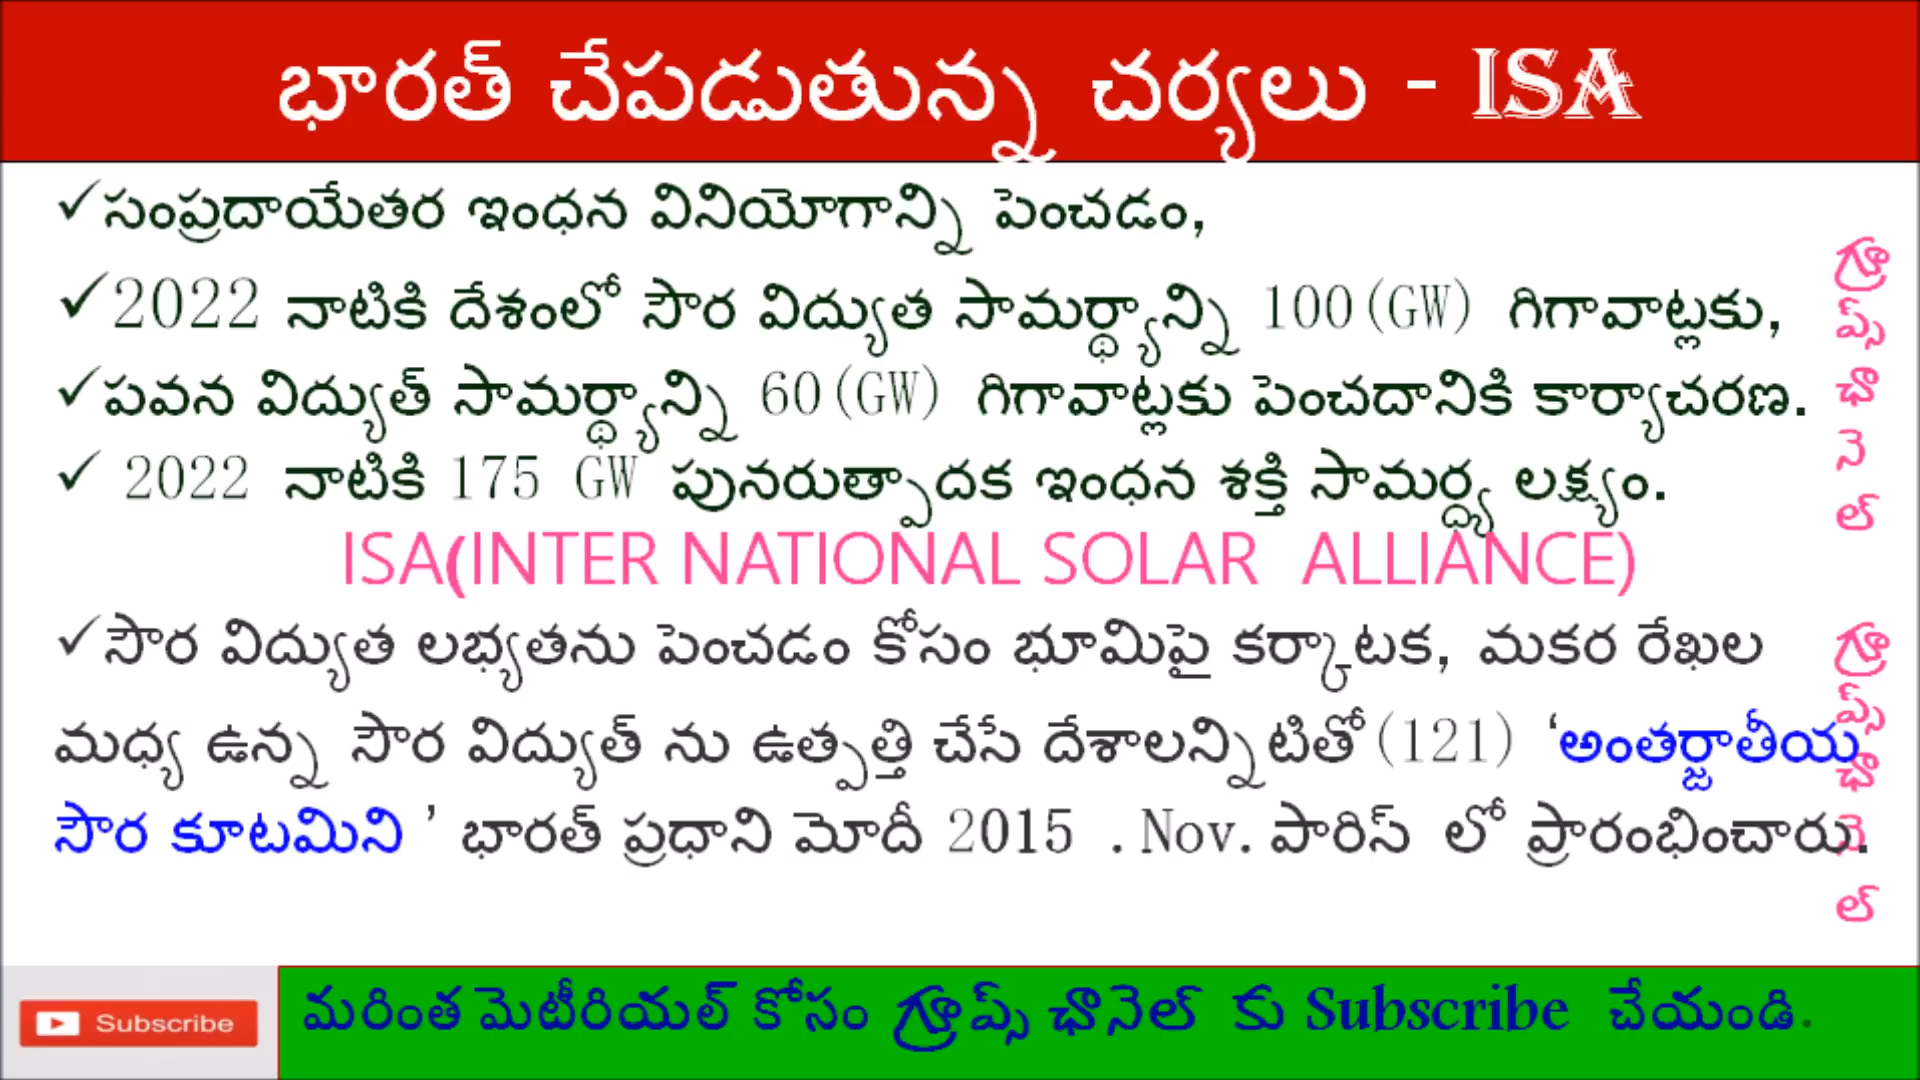 భారత్ చేపడుతున్న చర్యలు - ISA
✓సంప్రదాయేతర ఇంధన వినియోగాన్ని పెంచడం,
✓2022 నాటికి దేశంలో సౌర విద్యుత సామర్థ్యాన్ని 100(GW) గిగావాట్లకు,
✓పవన విద్యుత్ సామర్థ్యాన్ని 60(GW) గిగావాట్లకు పెంచదానికి కార్యాచరణ.
✓ 2022 నాటికి 175 GW పునరుత్పాదక ఇంధన శక్తి సామర్ధ్య లక్ష్యం.
ISA(INTER NATIONAL SOLAR ALLIANCE)
✓సౌర విద్యుత లభ్యతను పెంచడం కోసం భూమిపై కర్కాటక, మకర రేఖల
మధ్య ఉన్న సౌర విద్యుత్ ను ఉత్పత్తి చేసే దేశాలన్నిటితో(121) ‘అంతర్జాతీయ
సౌర కూటమిని ’ భారత్ ప్రధాని మోదీ 2015 .Nov.పారిస్ లో ప్రారంభించారు.
గ్రూప్స్ ఛానెల్
గ్రూప్స్ ఛానెల్
Subscribe
మరింత మెటీరియల్ కోసం గ్రూప్స్ ఛానెల్ కు Subscribe చేయండి.